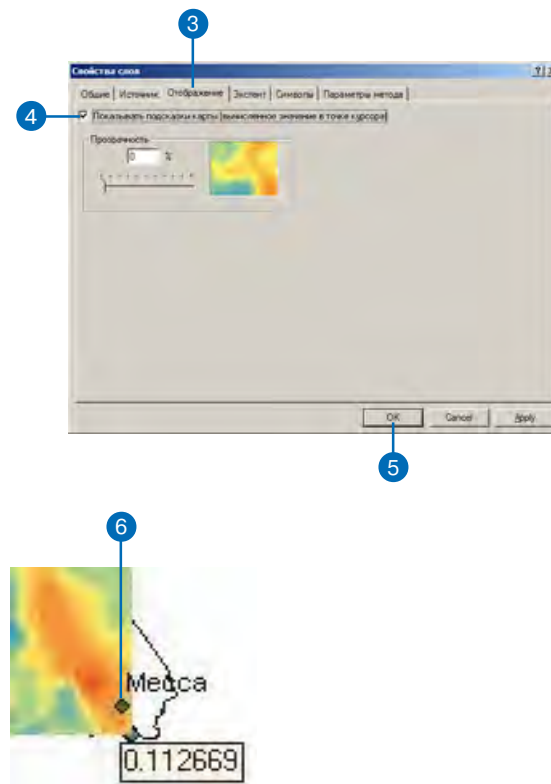 3
Свойства слоя
? X
Общие Источник Отображение Экстент Символы Параметры метода
4
Показывать подсказки карты (вычисленное значение в точке курсора)
Прозрачность
0 %
OK Cancel Apply
5
6
Месса
0.112669